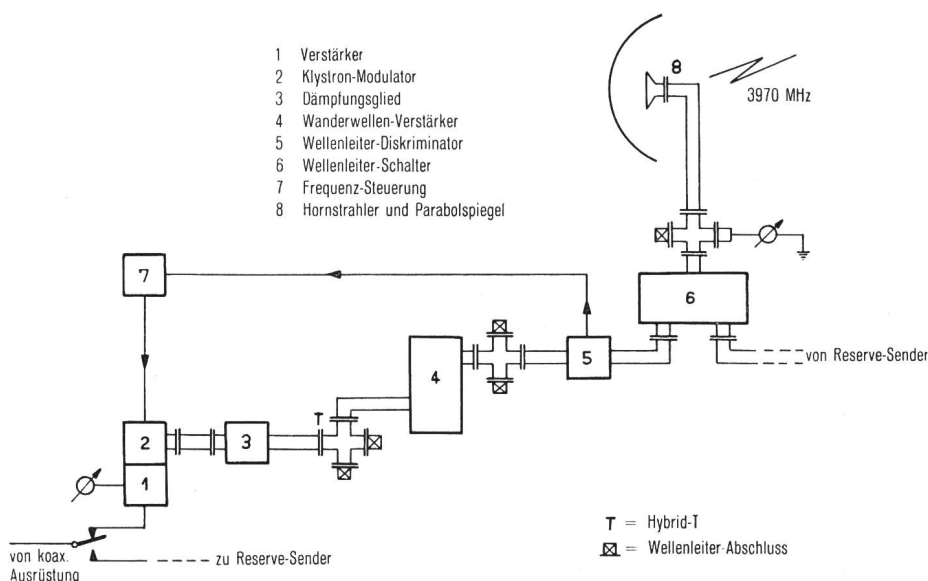 1 Verstärker
2 Klystron-Modulator
3 Dämpfungsglied
4 Wanderwellen-Verstärker
5 Wellenleiter-Diskriminator
6 Wellenleiter-Schalter
7 Frequenz-Steuerung
8 Hornstrahler und Parabolspiegel
8
3970 MHz
7
6
5
4
von Reserve-Sender
T
2
3
1
von koax.
Ausrüstung
zu Reserve-Sender
T = Hybrid-T
= Wellenleiter-Abschluss